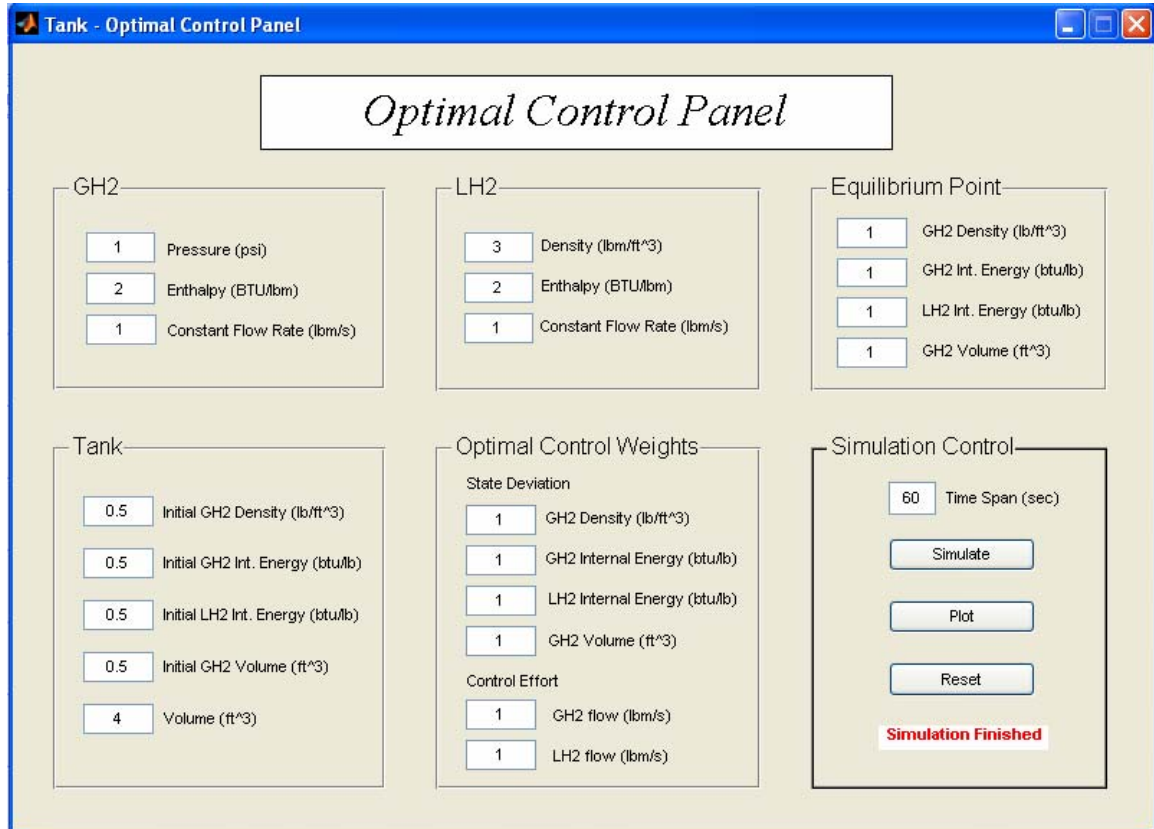 Tank - Optimal Control Panel
Optimal Control Panel
GH2
1 Pressure (psi)
2 Enthalpy (BTU/lbm)
1 Constant Flow Rate (lbm/s)
LH2
3 Density (lbm/ft^3)
2 Enthalpy (BTU/lbm)
1 Constant Flow Rate (lbm/s)
Equilibrium Point
1 GH2 Density (lb/ft^3)
1 GH2 Int. Energy (btu/lb)
1 LH2 Int. Energy (btu/lb)
1 GH2 Volume (ft^3)
Tank
0.5 Initial GH2 Density (lb/ft^3)
0.5 Initial GH2 Int. Energy (btu/lb)
0.5 Initial LH2 Int. Energy (btu/lb)
0.5 Initial GH2 Volume (ft^3)
4 Volume (ft^3)
Optimal Control Weights
State Deviation
1 GH2 Density (lb/ft^3)
1 GH2 Internal Energy (btu/lb)
1 LH2 Internal Energy (btu/lb)
1 GH2 Volume (ft^3)
Control Effort
1 GH2 flow (lbm/s)
1 LH2 flow (lbm/s)
Simulation Control
60 Time Span (sec)
Simulate
Plot
Reset
Simulation Finished